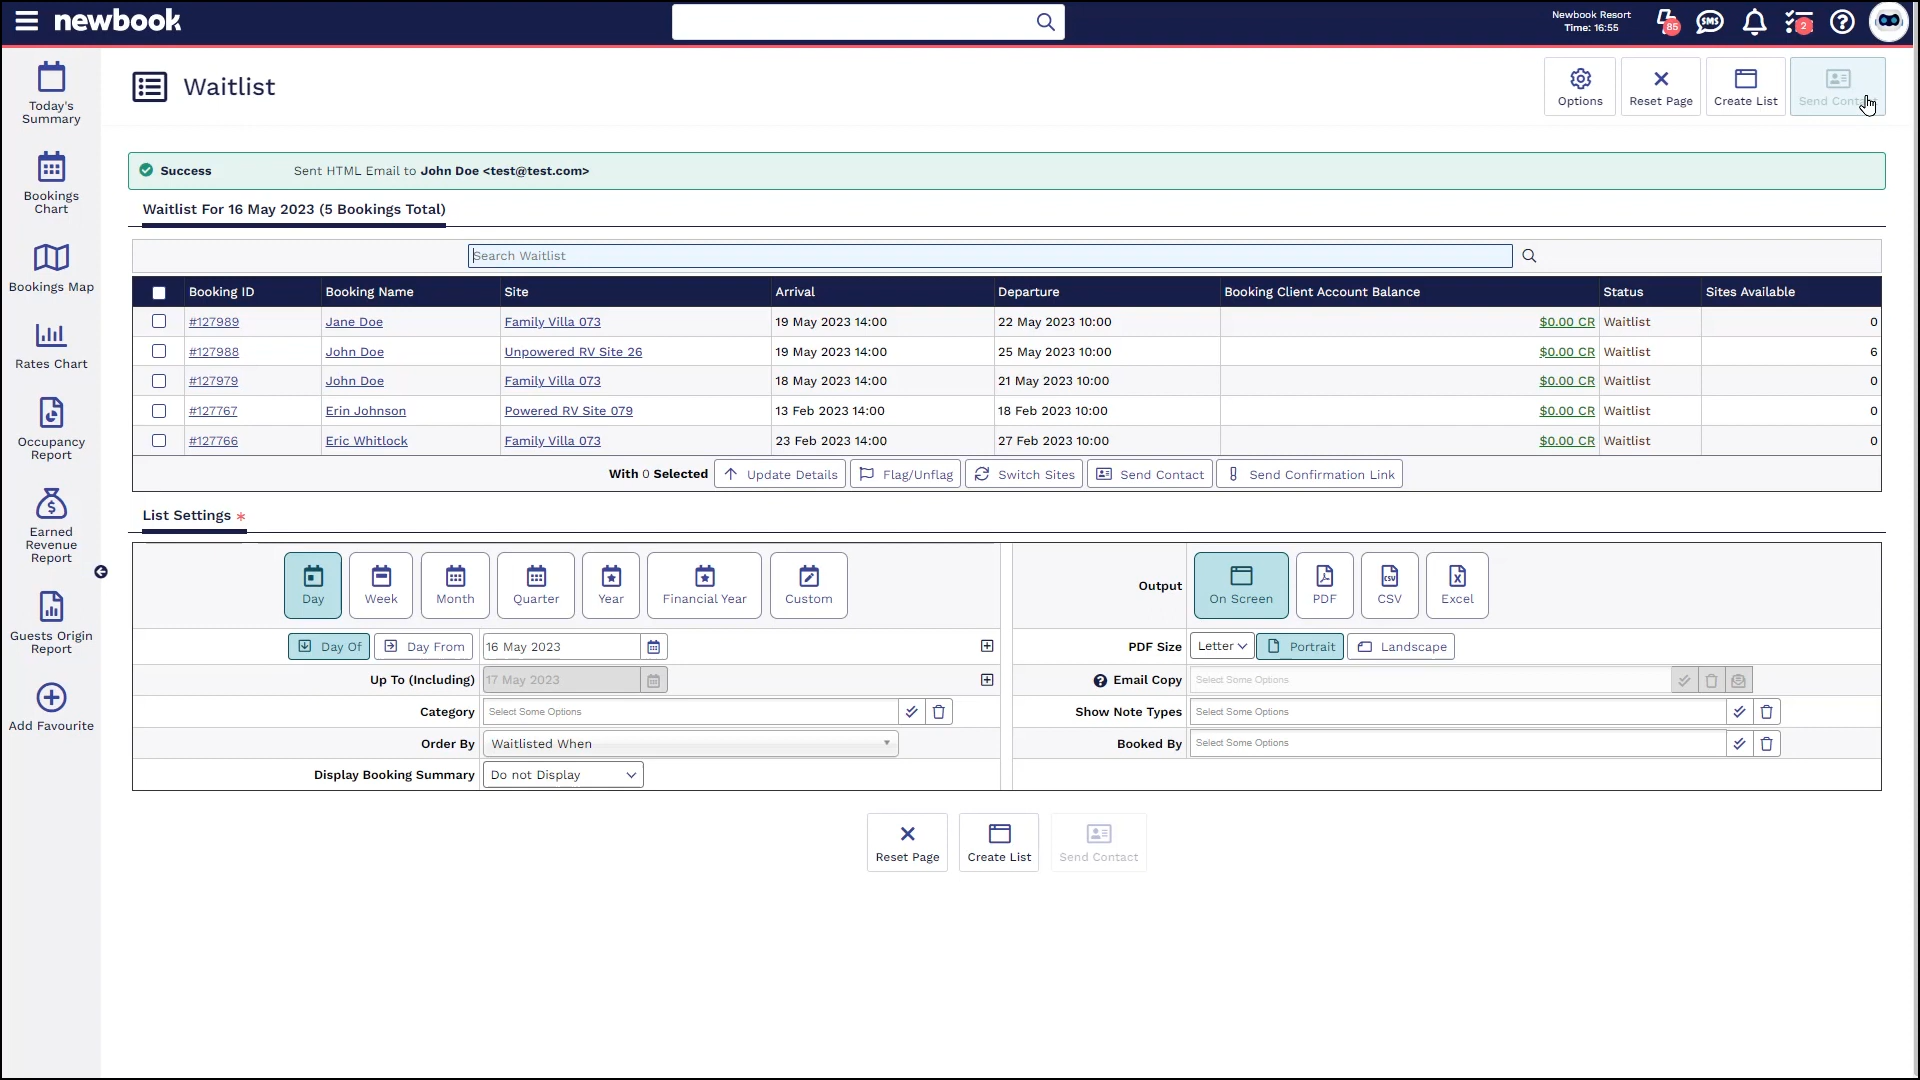 newbook
Newbook Resort
Time: 16:55
85
SMS
2
Today's
Summary
Bookings
Chart
Bookings Map
Rates Chart
Occupancy
Report
Earned
Revenue
Report
Guests Origin
Report
Add Favourite
Waitlist
Options
Reset Page
Create List
Send Conta
Success Sent HTML Email to John Doe <test@test.com>
Waitlist For 16 May 2023 (5 Bookings Total)
Search Waitlist
Booking ID Booking Name Site Arrival Departure Booking Client Account Balance Status Sites Available
#127989 Jane Doe Family Villa 073 19 May 2023 14:00 22 May 2023 10:00 $0.00 CR Waitlist 0
#127988 John Doe Unpowered RV Site 26 19 May 2023 14:00 25 May 2023 10:00 $0.00 CR Waitlist 6
#127979 John Doe Family Villa 073 18 May 2023 14:00 21 May 2023 10:00 $0.00 CR Waitlist 0
#127767 Erin Johnson Powered RV Site 079 13 Feb 2023 14:00 18 Feb 2023 10:00 $0.00 CR Waitlist 0
#127766 Eric Whitlock Family Villa 073 23 Feb 2023 14:00 27 Feb 2023 10:00 $0.00 CR Waitlist 0
With 0 Selected Update Details Flag/Unflag Switch Sites Send Contact Send Confirmation Link
List Settings *
Day Week Month Quarter Year Financial Year Custom
Day Of Day From 16 May 2023
Up To (Including) 17 May 2023
Category Select Some Options
Order By Waitlisted When
Display Booking Summary Do not Display
Output On Screen PDF CSV Excel
PDF Size Letter Portrait Landscape
Email Copy Select Some Options
Show Note Types Select Some Options
Booked By Select Some Options
Reset Page Create List Send Contact